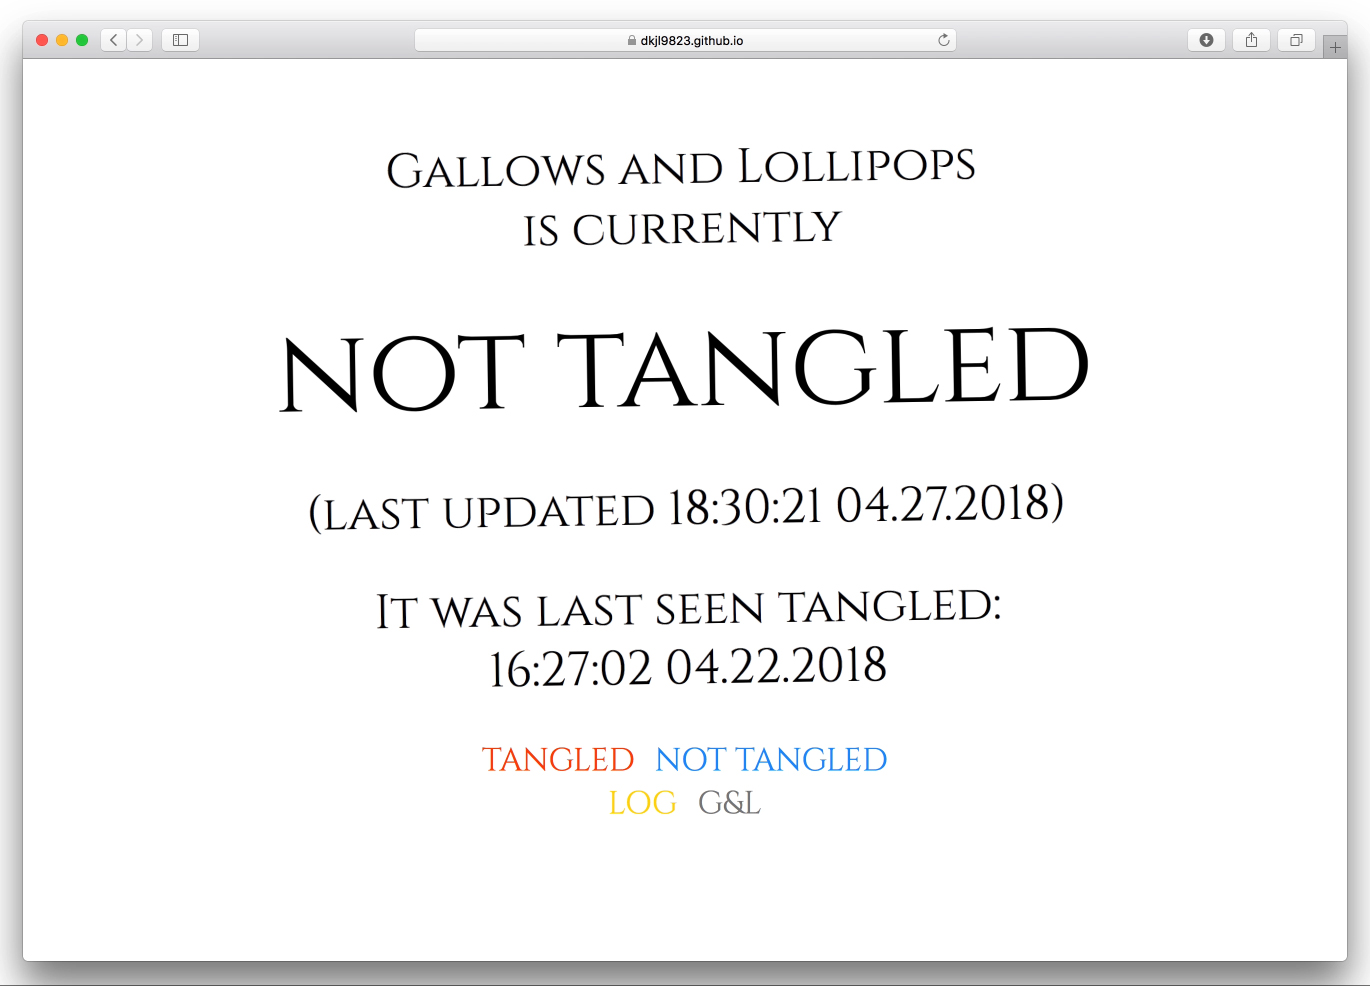 dkjl9823.github.io
Gallows and Lollipops
is currently
NOT TANGLED
(last updated 18:30:21 04.27.2018)
It was last seen tangled:
16:27:02 04.22.2018
TANGLED NOT TANGLED
LOG G&L